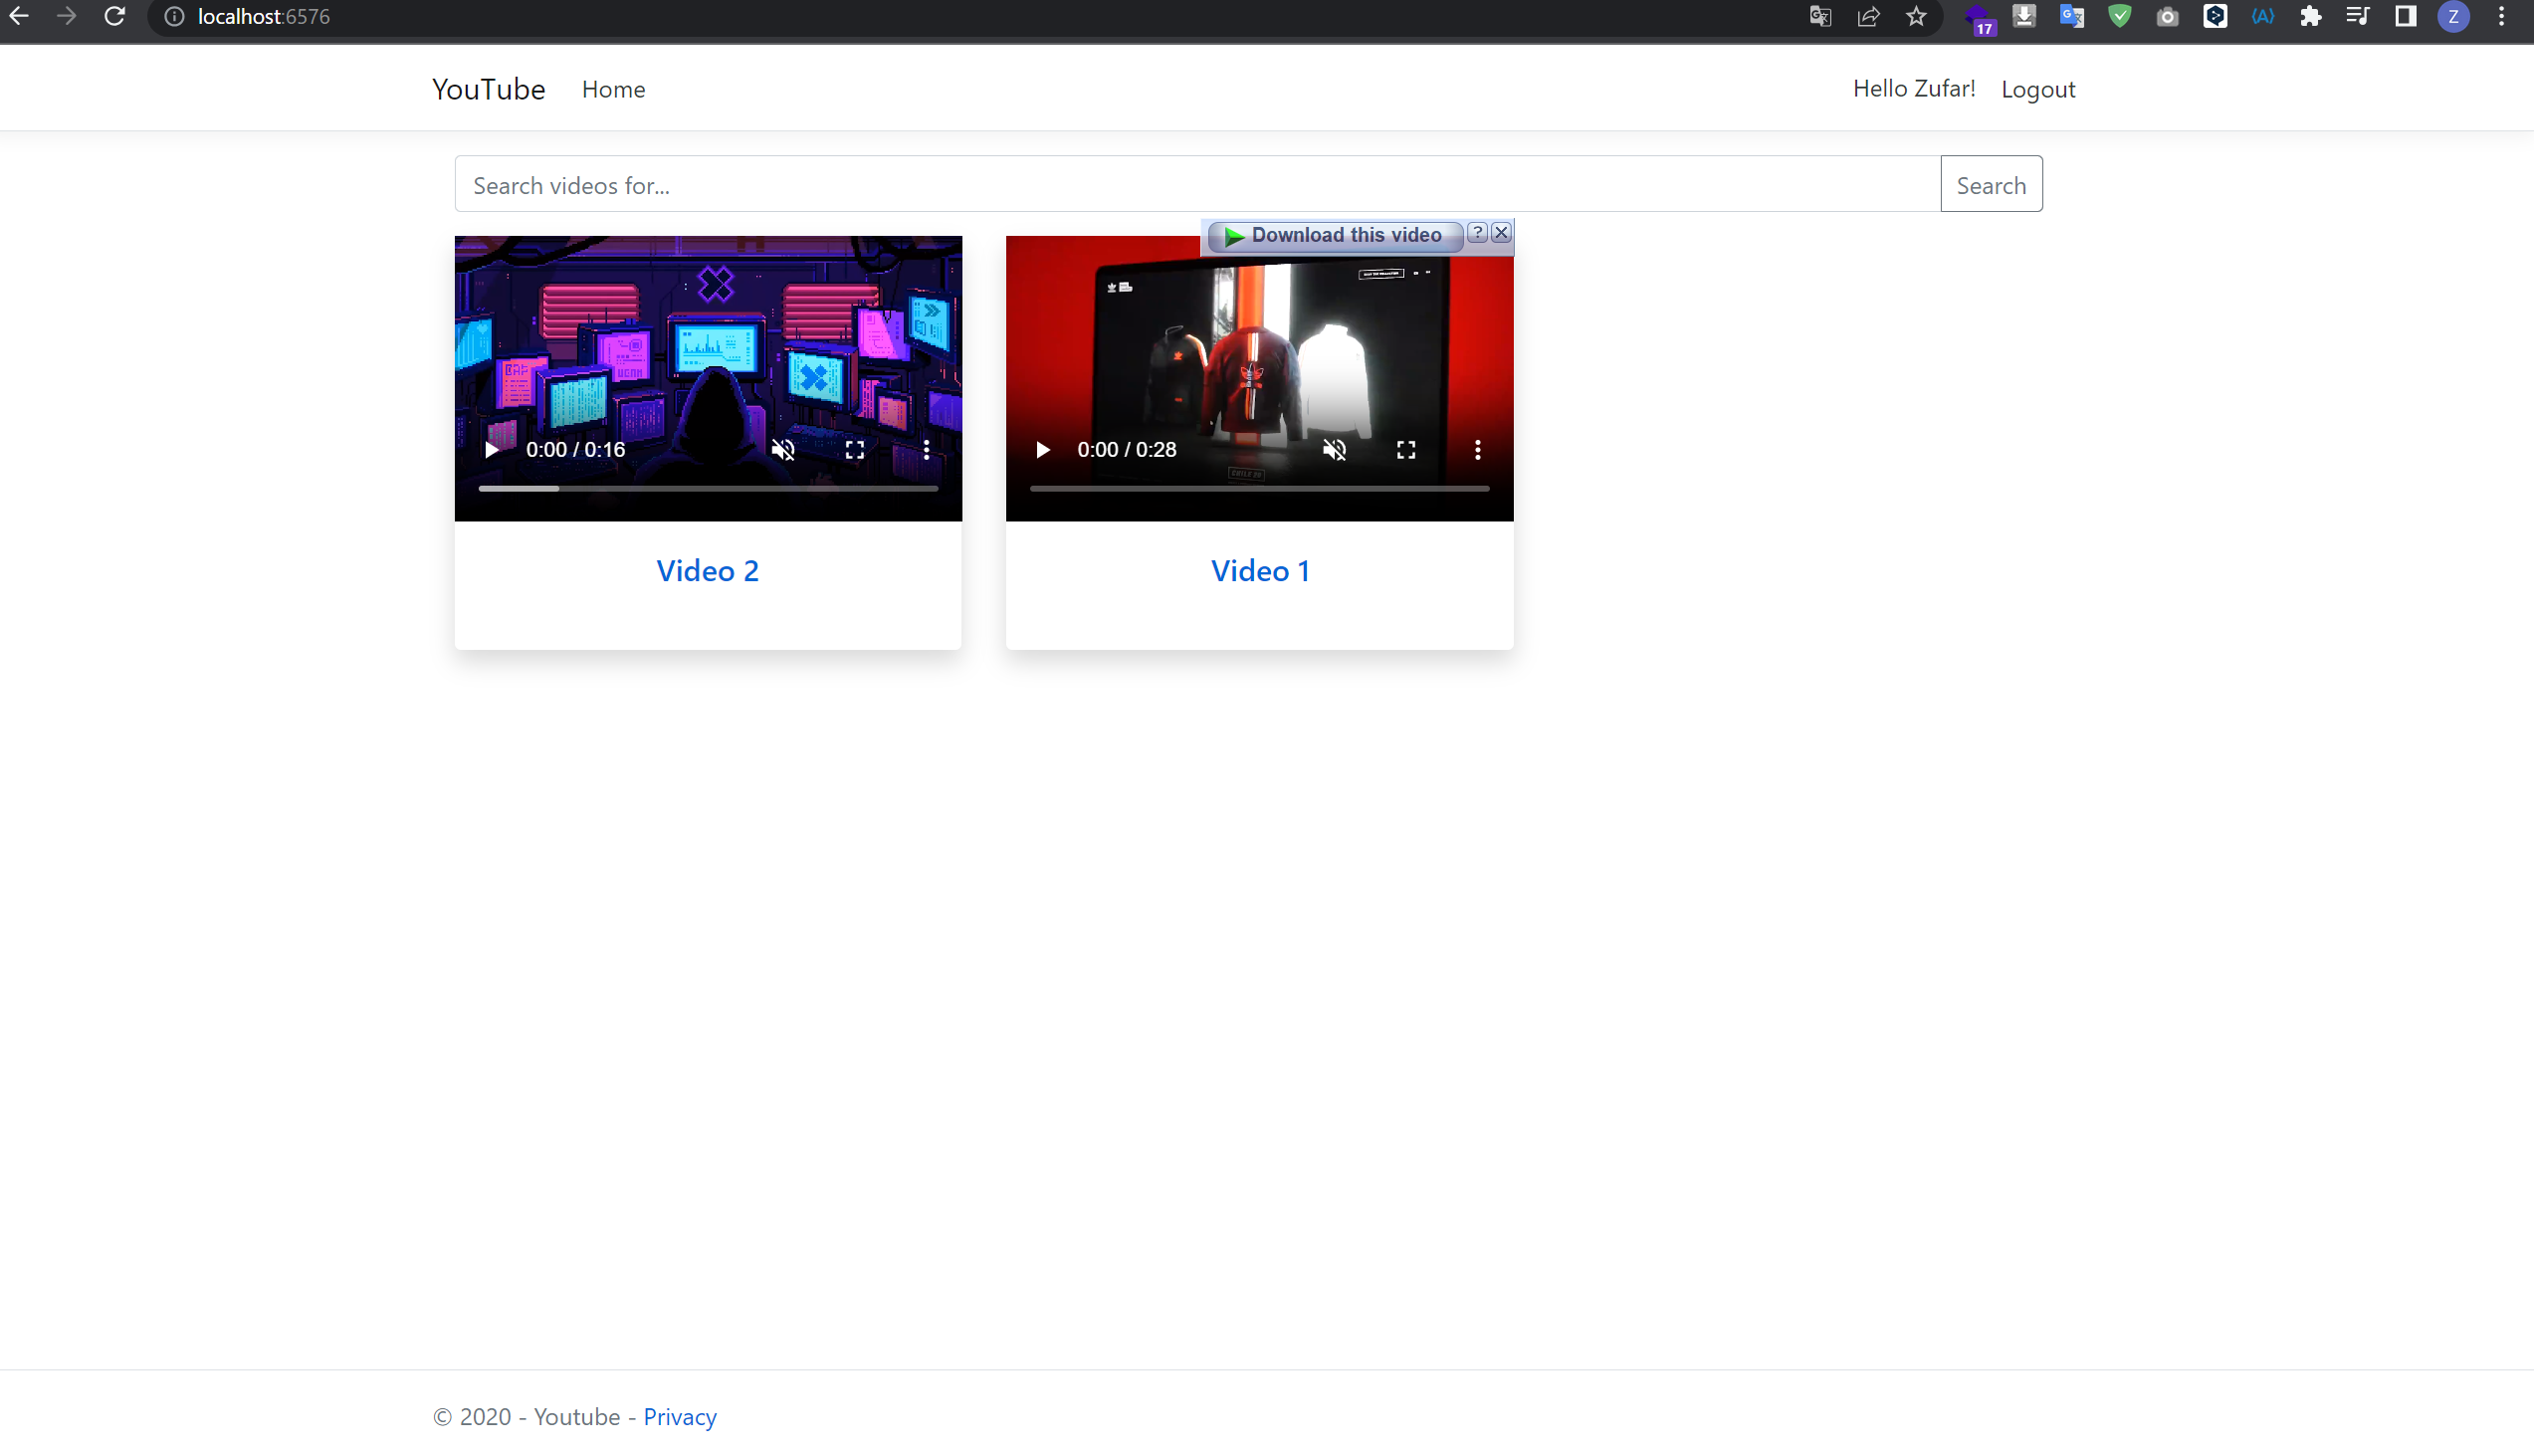 localhost:6576
17
Z
YouTube Home Hello Zufar! Logout
Search videos for... Search
Download this video ?
0:00 / 0:16
0:00 / 0:28
Video 2
Video 1
© 2020 - Youtube - Privacy